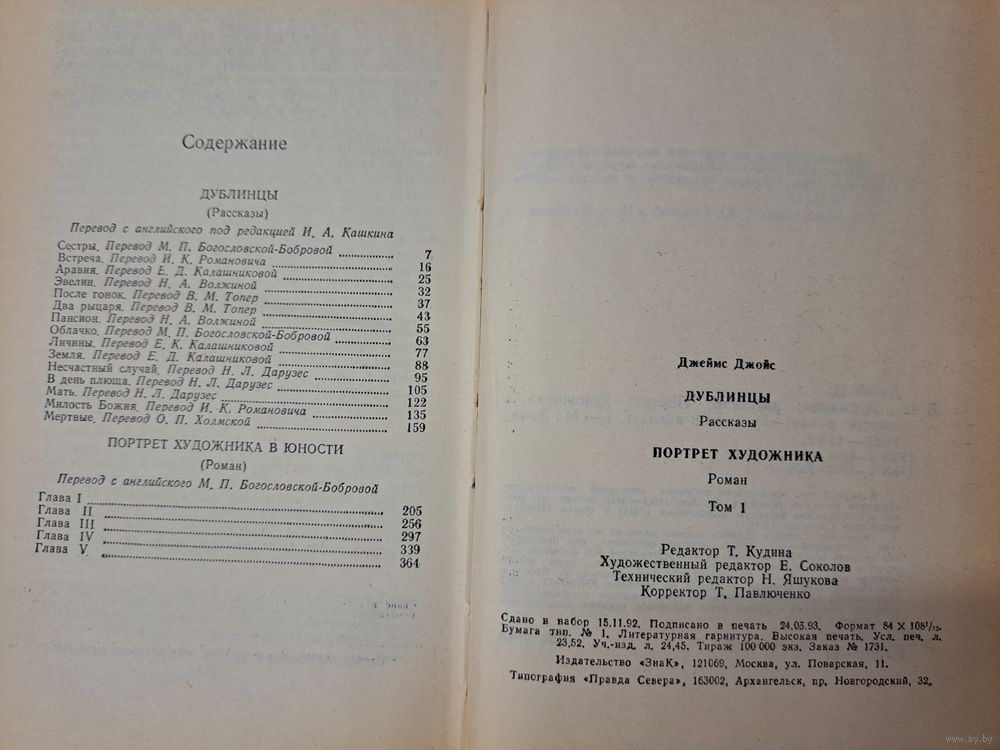 Содержание
ДУБЛИНЦЫ
(Рассказы)
Перевод с английского под редакцией И. А. Кашкина
Сестры. Перевод М. П. Богословской-Бобровой 7
Встреча. Перевод И. К. Романовича 16
Аравия. Перевод Е. Д. Калашниковой 25
Эвелин. Перевод Н. А. Волжиной 32
После гонок. Перевод В. М. Топер 37
Два рыцаря. Перевод В. М. Топер 43
Пансион. Перевод Н. А. Волжиной 55
Облачко. Перевод М. П. Богословской-Бобровой 63
Личины. Перевод Е. К. Калашниковой 77
Земля. Перевод Е. Д. Калашниковой 88
Несчастный случай. Перевод Н. Л. Дарузес 95
В день плюща. Перевод Н. Л. Дарузес 105
Мать. Перевод Н. Л. Дарузес 122
Милость Божия. Перевод И. К. Романовича 135
Мертвые. Перевод О. П. Холмской 159
ПОРТРЕТ ХУДОЖНИКА В ЮНОСТИ
(Роман)
Перевод с английского М. П. Богословской-Бобровой
Глава I 205
Глава II 256
Глава III 297
Глава IV 339
Глава V 364
Джеймс Джойс
ДУБЛИНЦЫ
Рассказы
ПОРТРЕТ ХУДОЖНИКА
Роман
Том 1
Редактор Т. Кудина
Художественный редактор Е. Соколов
Технический редактор Н. Яшукова
Корректор Т. Павлюченко
Сдано в набор 15.11.92. Подписано в печать 24.05.93. Формат 84×108¹/₃₂.
Бумага тип. № 1. Литературная гарнитура. Высокая печать. Усл. печ. л.
23,52. Уч.-изд. л. 24,45. Тираж 100 000 экз. Заказ № 1731.
Издательство «ЗнаК», 121069, Москва, ул. Поварская, 11.
Типография «Правда Севера», 163002, Архангельск, пр. Новгородский, 32.
www.ay.by